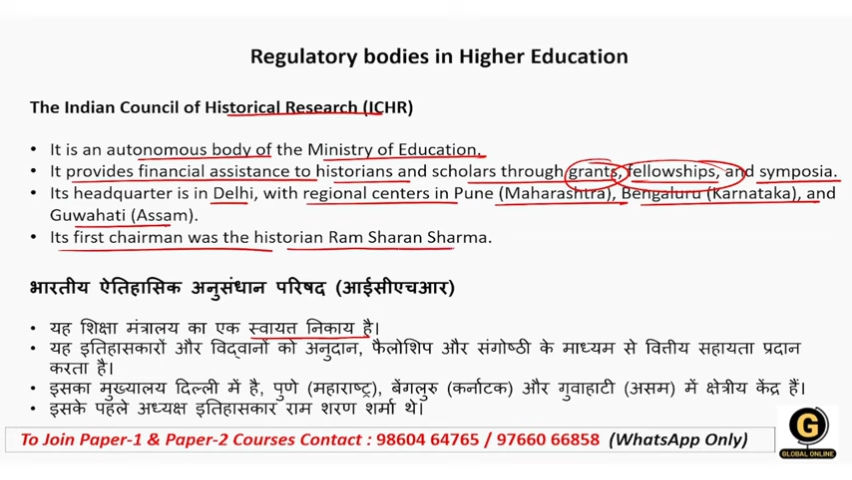 Regulatory bodies in Higher Education
The Indian Council of Historical Research (ICHR)
• It is an autonomous body of the Ministry of Education.
• It provides financial assistance to historians and scholars through grants, fellowships, and symposia.
• Its headquarter is in Delhi, with regional centers in Pune (Maharashtra), Bengaluru (Karnataka), and
Guwahati (Assam).
• Its first chairman was the historian Ram Sharan Sharma.
भारतीय ऐतिहासिक अनुसंधान परिषद (आईसीएचआर)
• यह शिक्षा मंत्रालय का एक स्वायत्त निकाय है।
• यह इतिहासकारों और विद्वानों को अनुदान, फैलोशिप और संगोष्ठी के माध्यम से वित्तीय सहायता प्रदान
करता है।
• इसका मुख्यालय दिल्ली में है, पुणे (महाराष्ट्र), बेंगलुरु (कर्नाटक) और गुवाहाटी (असम) में क्षेत्रीय केंद्र हैं।
• इसके पहले अध्यक्ष इतिहासकार राम शरण शर्मा थे।
To Join Paper-1 & Paper-2 Courses Contact : 98604 64765 / 97660 66858 (WhatsApp Only)
G
GLOBAL ONLINE